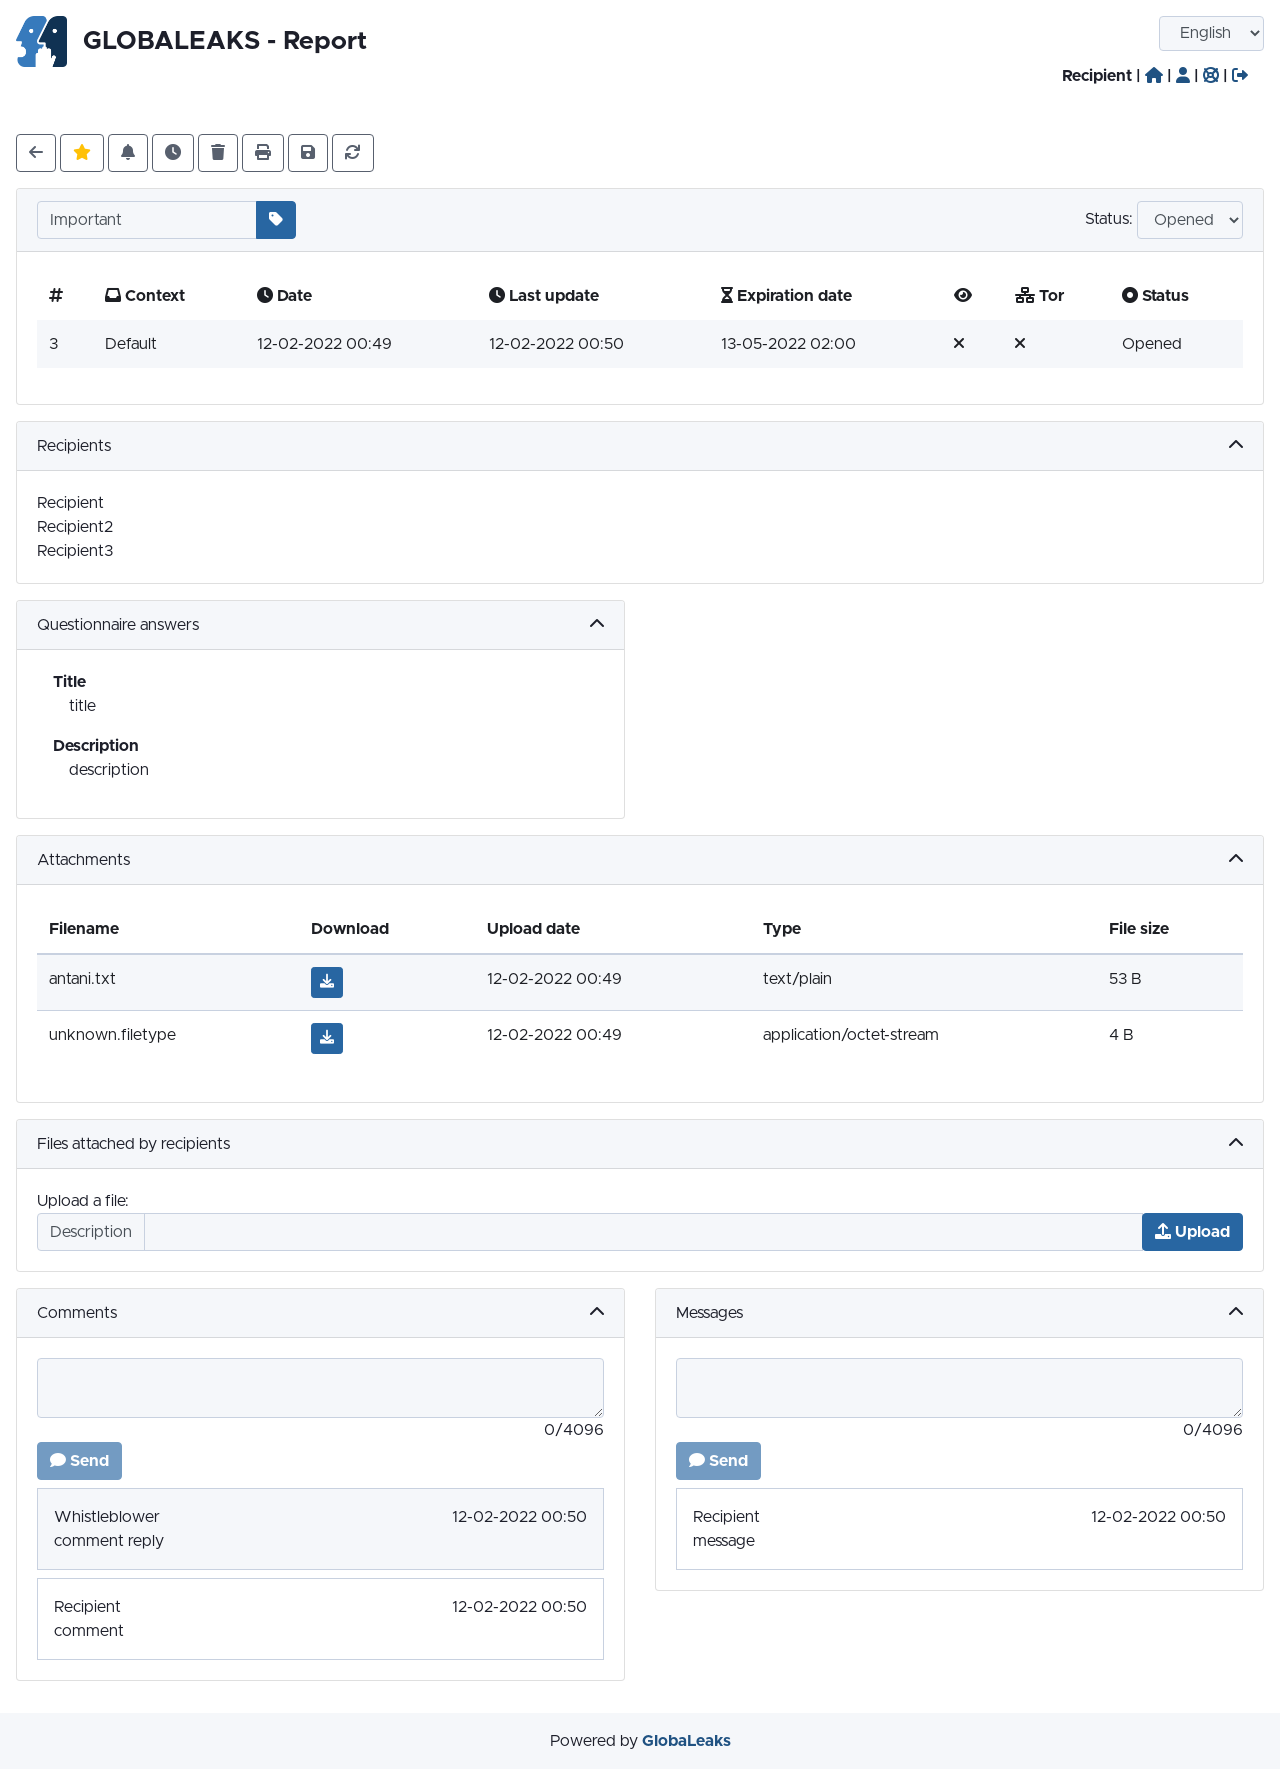 GLOBALEAKS - Report
English
Recipient | | | |
Important
Status: Opened
# Context Date Last update Expiration date Tor Status
3 Default 12-02-2022 00:49 12-02-2022 00:50 13-05-2022 02:00 Opened
Recipients
Recipient
Recipient2
Recipient3
Questionnaire answers
Title
title
Description
description
Attachments
Filename Download Upload date Type File size
antani.txt 12-02-2022 00:49 text/plain 53 B
unknown.filetype 12-02-2022 00:49 application/octet-stream 4 B
Files attached by recipients
Upload a file:
Description Upload
Comments
0/4096
Send
Whistleblower 12-02-2022 00:50
comment reply
Recipient 12-02-2022 00:50
comment
Messages
0/4096
Send
Recipient 12-02-2022 00:50
message
Powered by GlobaLeaks